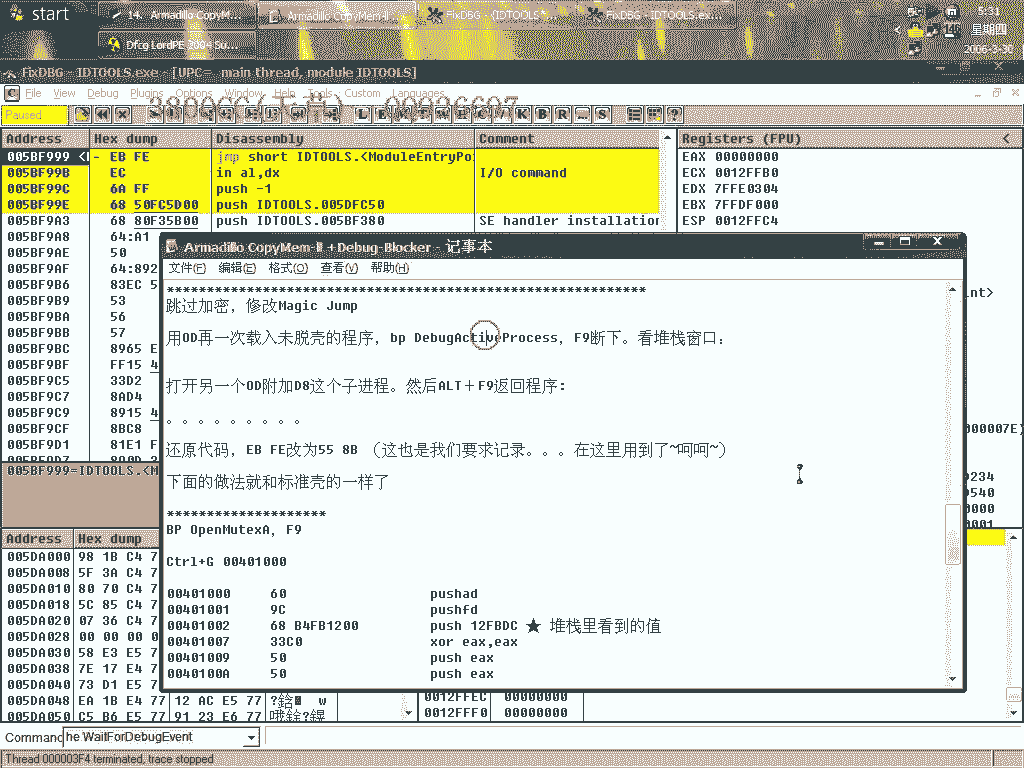 start
14. Armadillo CopyM...
Armadillo CopyMem-II ...
FixDBG - [IDTOOLS...
FixDBG - IDTOOLS.ex...
5:31
星期四
2006-3-30
Dfcg LordPE 2004 Su...
FixDBG - IDTOOLS.exe - [CPU - main thread, module IDTOOLS]
File View Debug Plugins Options Window Help Tools Custom Languages
Paused
L E M T W H C / K B R ... S
Address Hex dump Disassembly Comment Registers (FPU)
005BF999 - EB FE jmp short IDTOOLS.<ModuleEntryPo: EAX 00000000
005BF99B EC in al,dx I/O command ECX 0012FFB0
005BF99C 6A FF push -1 EDX 7FFE0304
005BF99E 68 50FC5D00 push IDTOOLS.005DFC50 EBX 7FFDF000
005BF9A3 68 80F35B00 push IDTOOLS.005BF380 SE handler installation ESP 0012FFC4
005BF9A8 64:A1
005BF9AE 50
005BF9AF 64:892
005BF9B6 83EC 5
005BF9B9 53
005BF9BA 56
005BF9BB 57
005BF9BC 8965 E
005BF9BF FF15 4
005BF9C5 33D2
005BF9C7 8AD4
005BF9C9 8915 4
005BF9CF 8BC8
005BF9D1 81E1 F
005BF9D7
005BF999=IDTOOLS.<M
Armadillo CopyMem-Ⅱ+Debug-Blocker - 记事本
文件(F) 编辑(E) 格式(O) 查看(V) 帮助(H)
************************************************************
跳过加密，修改Magic Jump
用OD再一次载入未脱壳的程序，bp DebugActiveProcess，F9断下。看堆栈窗口：
打开另一个OD附加D8这个子进程。然后ALT＋F9返回程序：
。。。。。。。。。
还原代码，EB FE改为55 8B （这也是我们要求记录。。。在这里用到了~呵呵~）
下面的做法就和标准壳的一样了
********************
BP OpenMutexA，F9
Ctrl+G 00401000
00401000 60 pushad
00401001 9C pushfd
00401002 68 B4FB1200 push 12FBDC ★ 堆栈里看到的值
00401007 33C0 xor eax,eax
00401009 50 push eax
0040100A 50 push eax
int>
000007E)
0234
0540
0000
0001
Address Hex dump
005DA000 98 1B C4 7
005DA008 5F 3A C4 7
005DA010 80 70 C4 7
005DA018 5C 85 C4 7
005DA020 07 36 C4 7
005DA028 00 00 00 0
005DA030 58 E3 E5 7
005DA038 7E 17 E4 7
005DA040 73 D1 E5 7
005DA048 EA 1B E4 77 12 AC E5 77 0012FFEC 00000000
005DA050 C5 B6 E5 77 91 23 E6 77 0012FFF0 00000000
Command he WaitForDebugEvent
Thread 000003F4 terminated, trace stopped